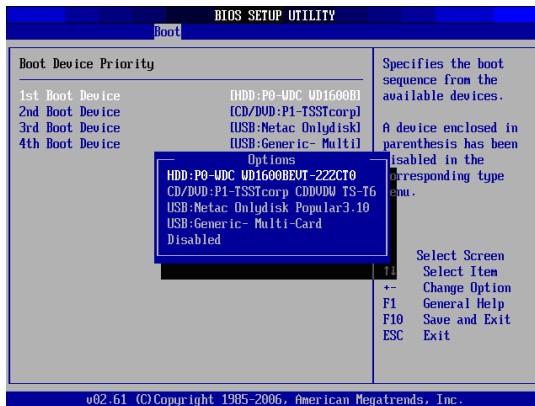 BIOS SETUP UTILITY
Boot
Boot Device Priority
1st Boot Device [HDD:P0-WDC WD1600B]
2nd Boot Device [CD/DVD:P1-TSSTcorp]
3rd Boot Device [USB:Netac Onlydisk]
4th Boot Device [USB:Generic- Multi]
Options
HDD:P0-WDC WD1600BEVT-22ZCT0
CD/DVD:P1-TSSTcorp CDDVDW TS-T6
USB:Netac Onlydisk Popular3.10
USB:Generic- Multi-Card
Disabled
Specifies the boot
sequence from the
available devices.
A device enclosed in
parenthesis has been
isabled in the
orresponding type
enu.
Select Screen
↑↓ Select Item
+- Change Option
F1 General Help
F10 Save and Exit
ESC Exit
v02.61 (C)Copyright 1985-2006, American Megatrends, Inc.